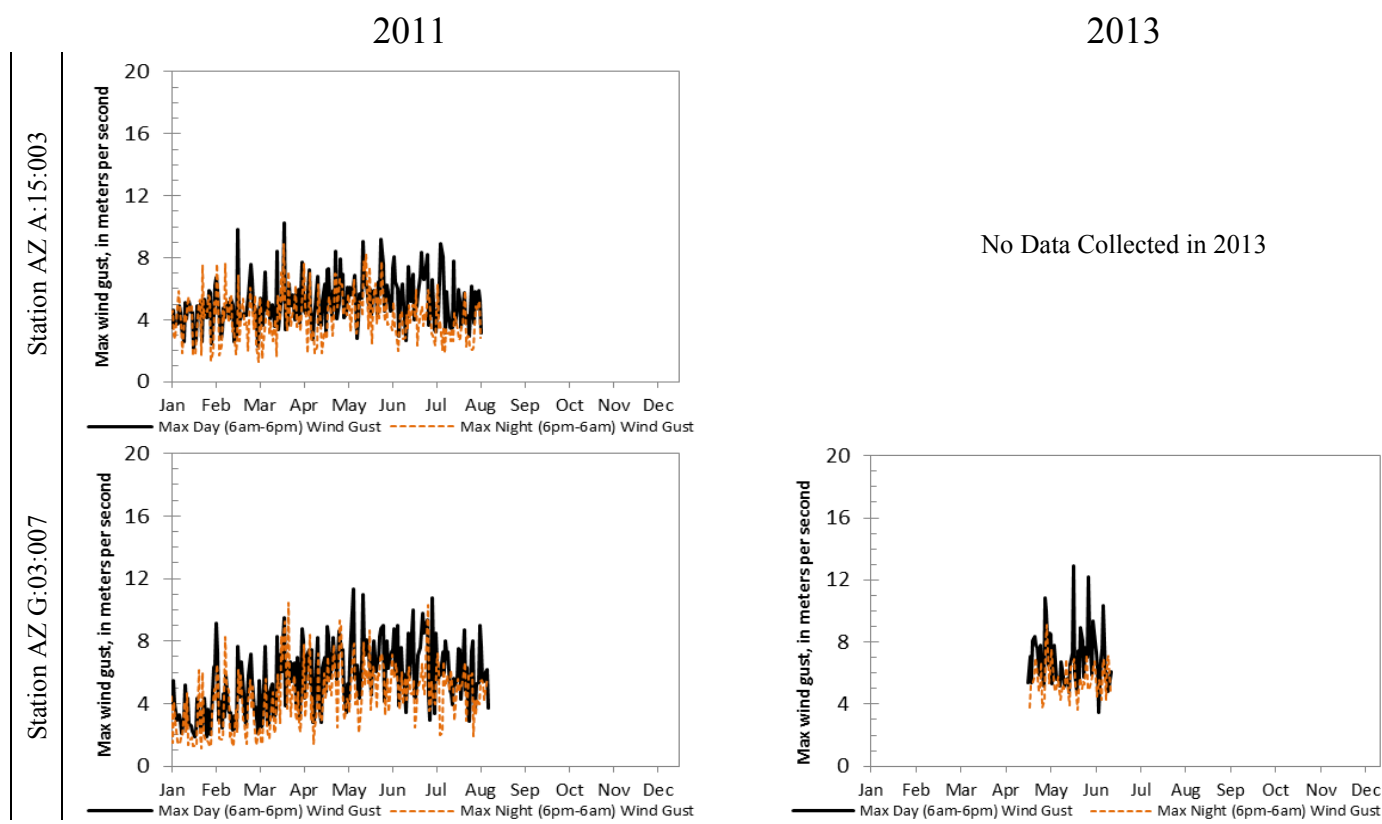 2011
2013
Station AZ A:15:003
Max wind gust, in meters per second
20
16
12
8
4
0
Jan Feb Mar Apr May Jun Jul Aug Sep Oct Nov Dec
Max Day (6am-6pm) Wind Gust Max Night (6pm-6am) Wind Gust
No Data Collected in 2013
Station AZ G:03:007
Max wind gust, in meters per second
20
16
12
8
4
0
Jan Feb Mar Apr May Jun Jul Aug Sep Oct Nov Dec
Max Day (6am-6pm) Wind Gust Max Night (6pm-6am) Wind Gust
Max wind gust, in meters per second
20
16
12
8
4
0
Jan Feb Mar Apr May Jun Jul Aug Sep Oct Nov Dec
Max Day (6am-6pm) Wind Gust Max Night (6pm-6am) Wind Gust